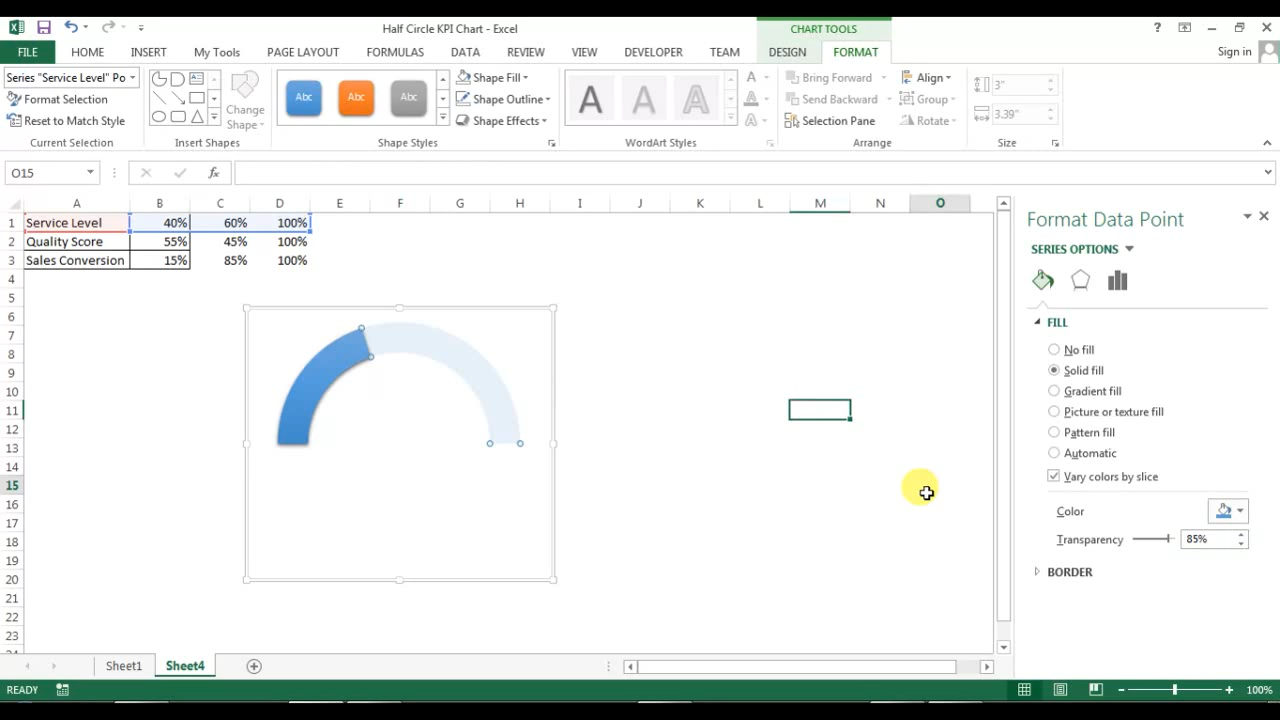 Half Circle KPI Chart - Excel
CHART TOOLS
?
Sign in
FILE HOME INSERT My Tools PAGE LAYOUT FORMULAS DATA REVIEW VIEW DEVELOPER TEAM DESIGN FORMAT
Series "Service Level" Po
Format Selection
Reset to Match Style
Current Selection
Change
Shape
Insert Shapes
Abc Abc Abc
Shape Fill
Shape Outline
Shape Effects
Shape Styles
A A A
A
A
A
WordArt Styles
Bring Forward
Send Backward
Selection Pane
Align
Group
Rotate
Arrange
3"
3.39"
Size
O15
fx
A B C D E F G H I J K L M N O
1 Service Level 40% 60% 100%
2 Quality Score 55% 45% 100%
3 Sales Conversion 15% 85% 100%
4
5
6
7
8
9
10
11
12
13
14
15
16
17
18
19
20
21
22
23
Format Data Point
SERIES OPTIONS
FILL
No fill
Solid fill
Gradient fill
Picture or texture fill
Pattern fill
Automatic
Vary colors by slice
Color
Transparency 85%
BORDER
Sheet1 Sheet4
READY
100%